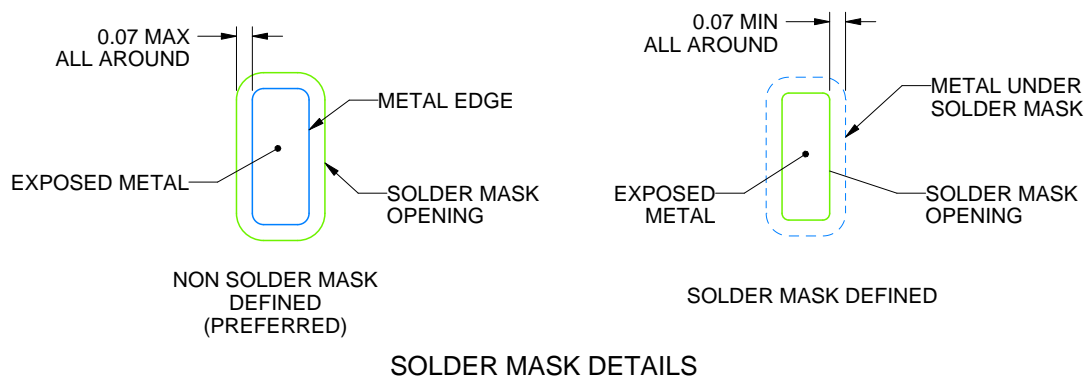 0.07 MAX
ALL AROUND
METAL EDGE
EXPOSED METAL
SOLDER MASK
OPENING
NON SOLDER MASK
DEFINED
(PREFERRED)
0.07 MIN
ALL AROUND
METAL UNDER
SOLDER MASK
EXPOSED
METAL
SOLDER MASK
OPENING
SOLDER MASK DEFINED
SOLDER MASK DETAILS